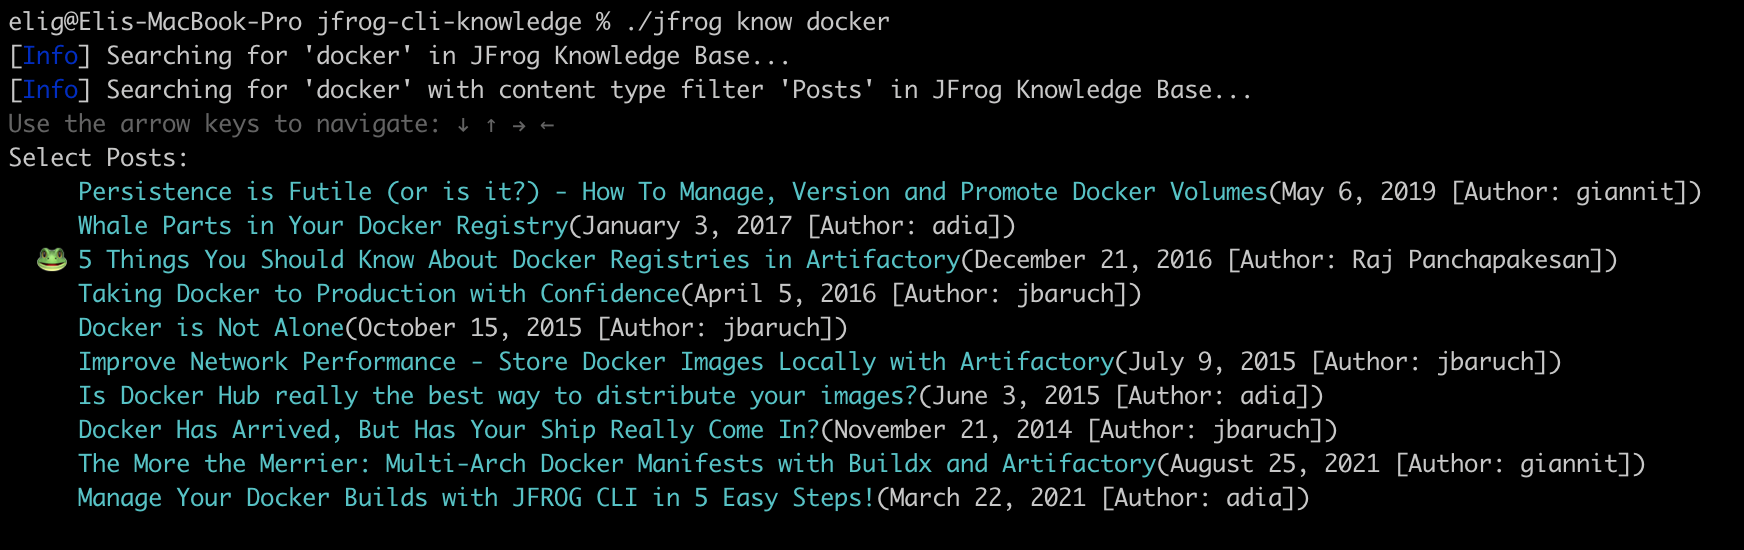 elig@Elis-MacBook-Pro jfrog-cli-knowledge % ./jfrog know docker
[Info] Searching for 'docker' in JFrog Knowledge Base...
[Info] Searching for 'docker' with content type filter 'Posts' in JFrog Knowledge Base...
Use the arrow keys to navigate: ↓ ↑ → ←
Select Posts:
Persistence is Futile (or is it?) - How To Manage, Version and Promote Docker Volumes(May 6, 2019 [Author: giannit])
Whale Parts in Your Docker Registry(January 3, 2017 [Author: adia])
🐸 5 Things You Should Know About Docker Registries in Artifactory(December 21, 2016 [Author: Raj Panchapakesan])
Taking Docker to Production with Confidence(April 5, 2016 [Author: jbaruch])
Docker is Not Alone(October 15, 2015 [Author: jbaruch])
Improve Network Performance - Store Docker Images Locally with Artifactory(July 9, 2015 [Author: jbaruch])
Is Docker Hub really the best way to distribute your images?(June 3, 2015 [Author: adia])
Docker Has Arrived, But Has Your Ship Really Come In?(November 21, 2014 [Author: jbaruch])
The More the Merrier: Multi-Arch Docker Manifests with Buildx and Artifactory(August 25, 2021 [Author: giannit])
Manage Your Docker Builds with JFROG CLI in 5 Easy Steps!(March 22, 2021 [Author: adia])